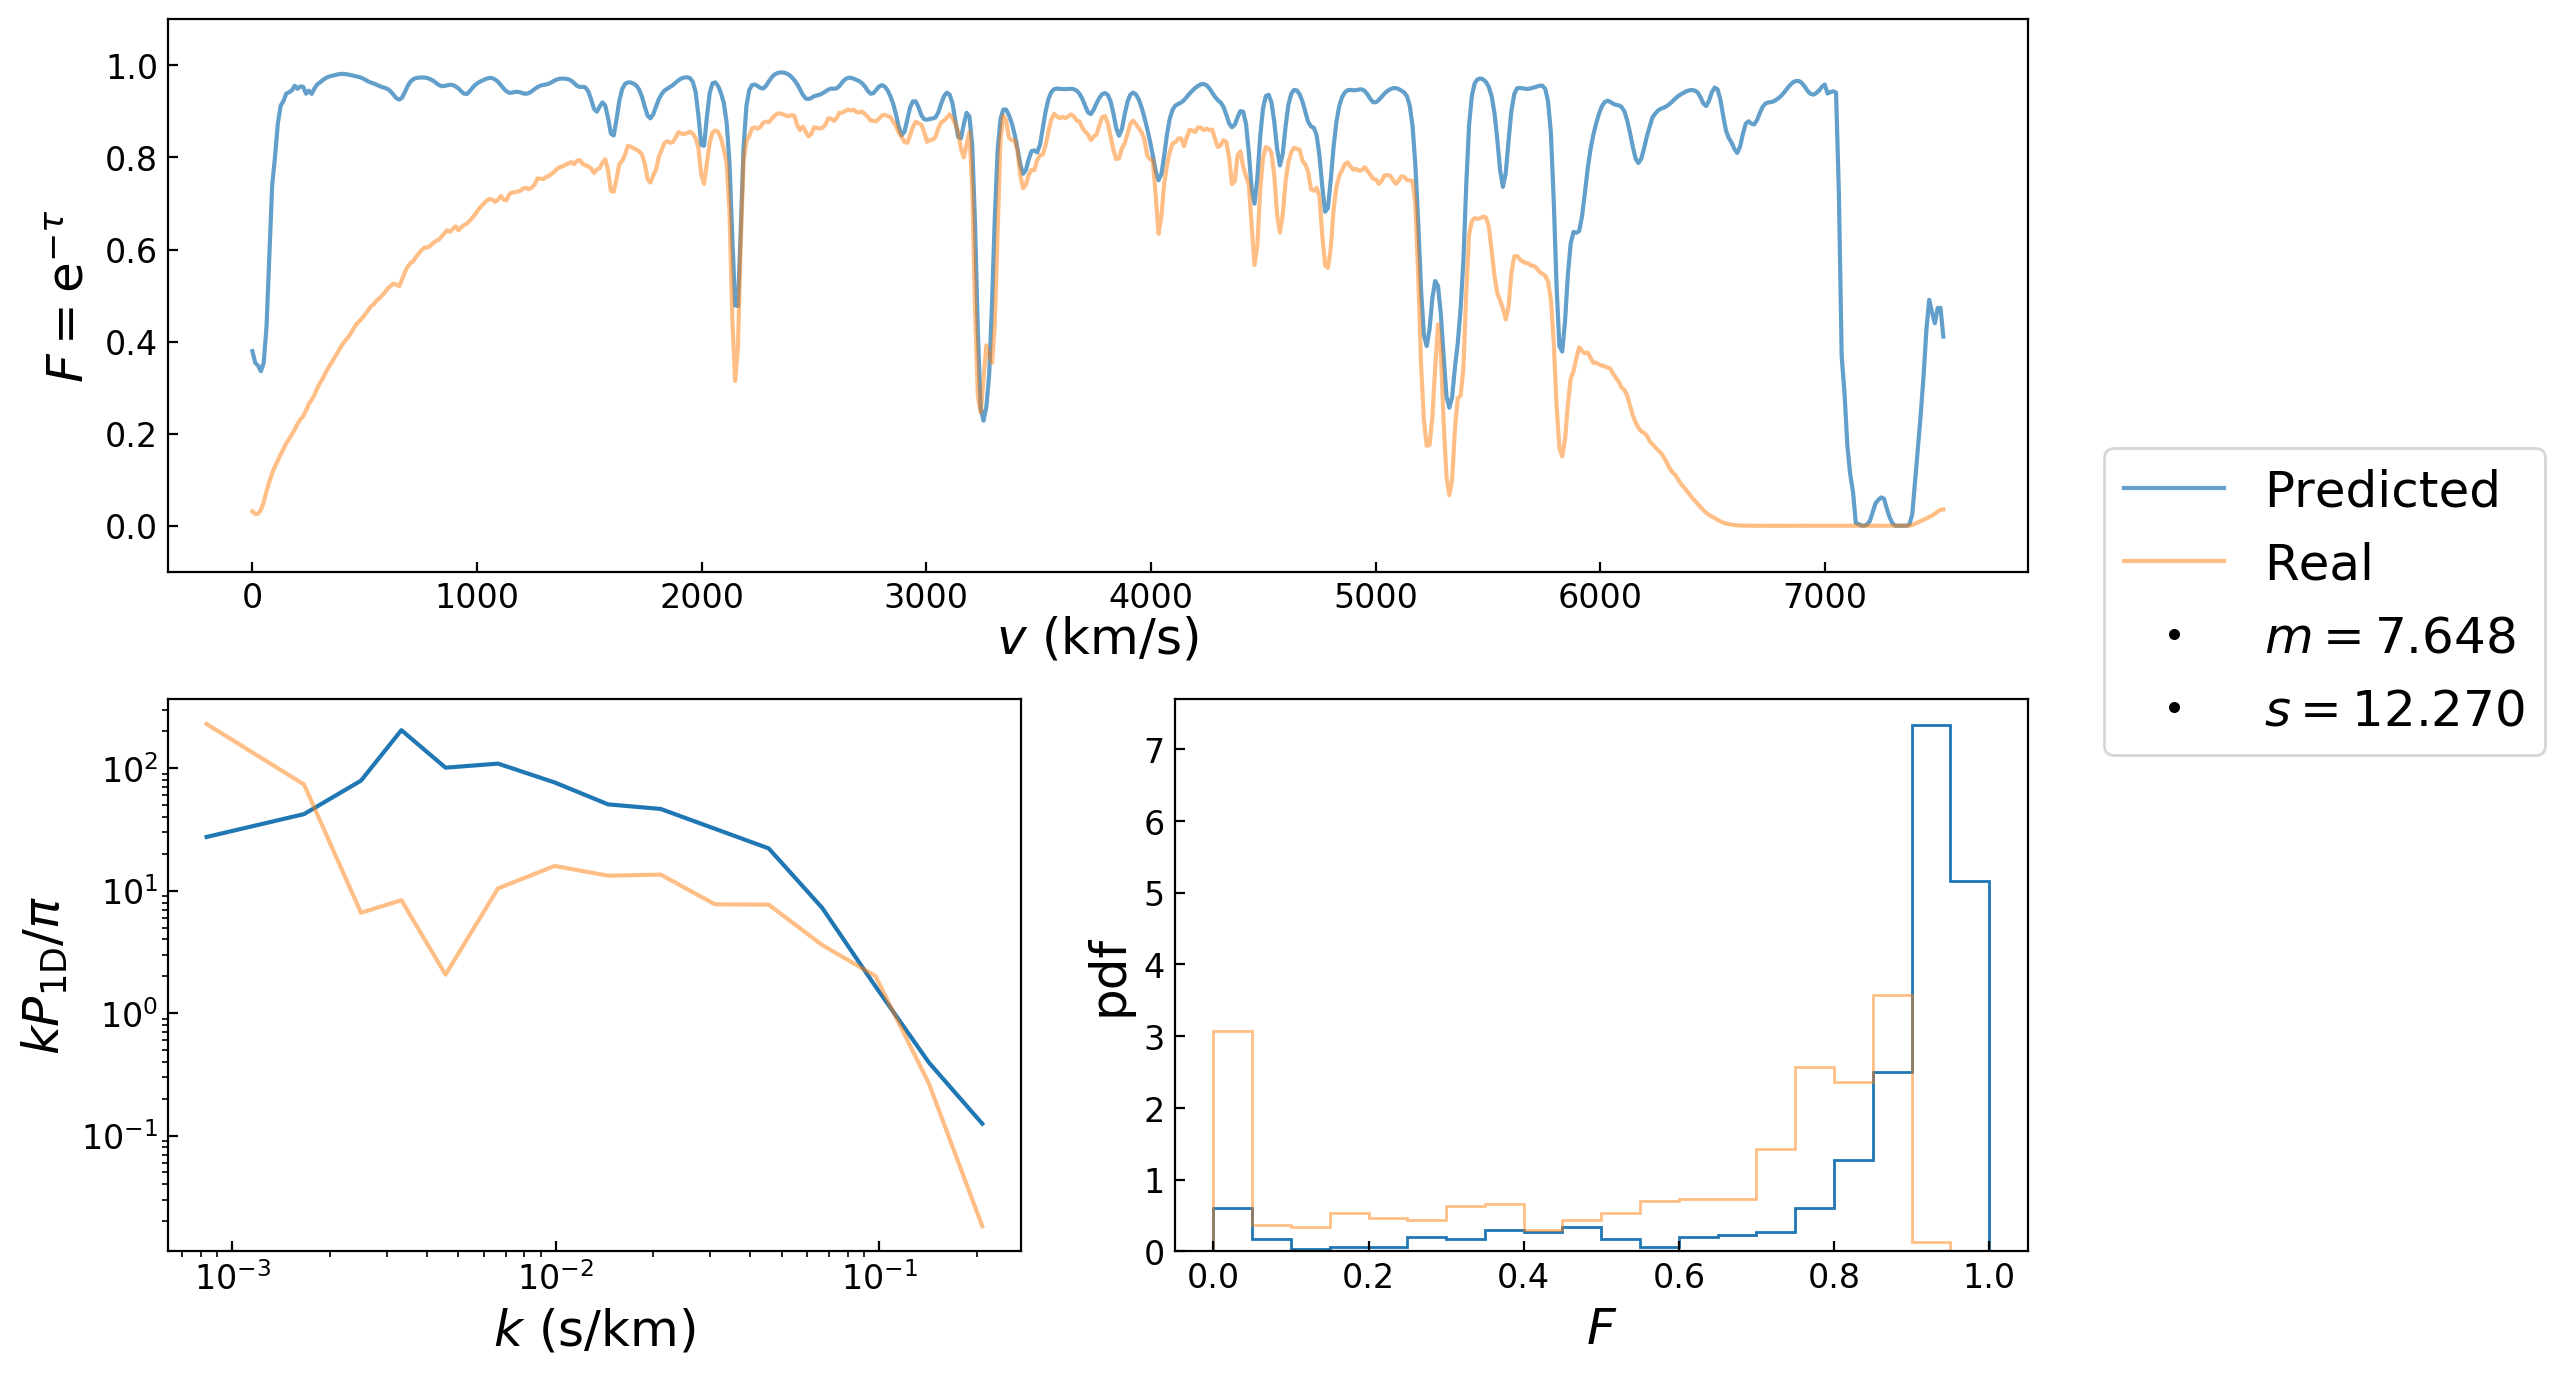 1.0
0.8
0.6
0.4
0.2
0.0
F = e^{-τ}
0 1000 2000 3000 4000 5000 6000 7000
v (km/s)
Predicted
Real
m = 7.648
s = 12.270
10^2
10^1
10^0
10^{-1}
kP_{1D}/π
10^{-3} 10^{-2} 10^{-1}
k (s/km)
7
6
5
4
3
2
1
0
pdf
0.0 0.2 0.4 0.6 0.8 1.0
F